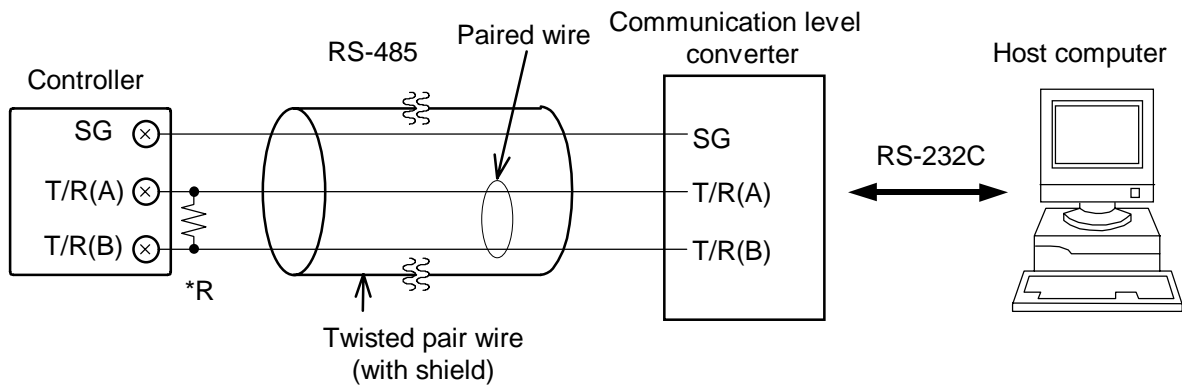 Communication level
converter
Paired wire
RS-485
Host computer
Controller
SG
SG
RS-232C
T/R(A)
T/R(A)
T/R(B)
T/R(B)
*R
Twisted pair wire
(with shield)